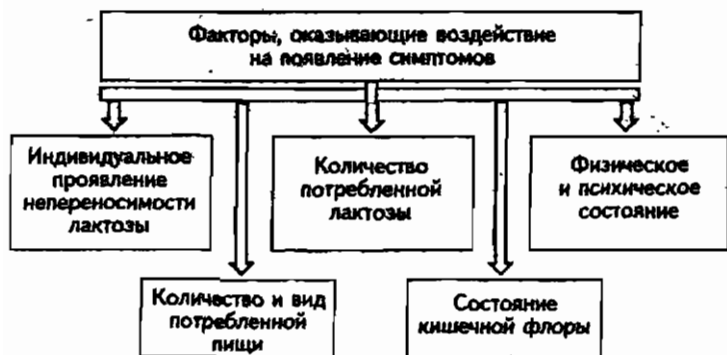 Факторы, оказывающие воздействие
на появление симптомов
Индивидуальное
проявление
непереносимости
лактозы
Количество
потребленной
лактозы
Физическое
и психическое
состояние
Количество и вид
потребленной
пищи
Состояние
кишечной флоры